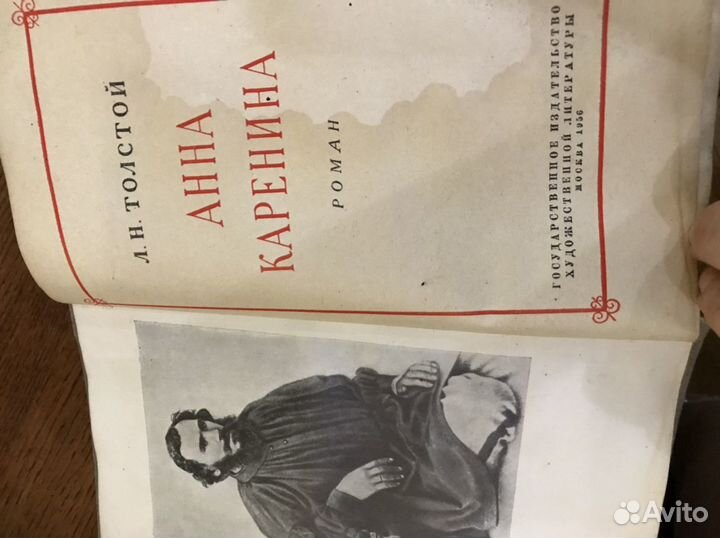 Л. Н. ТОЛСТОЙ
АННА
КАРЕНИНА
РОМАН
ГОСУДАРСТВЕННОЕ ИЗДАТЕЛЬСТВО
ХУДОЖЕСТВЕННОЙ ЛИТЕРАТУРЫ
МОСКВА 1956
Avito